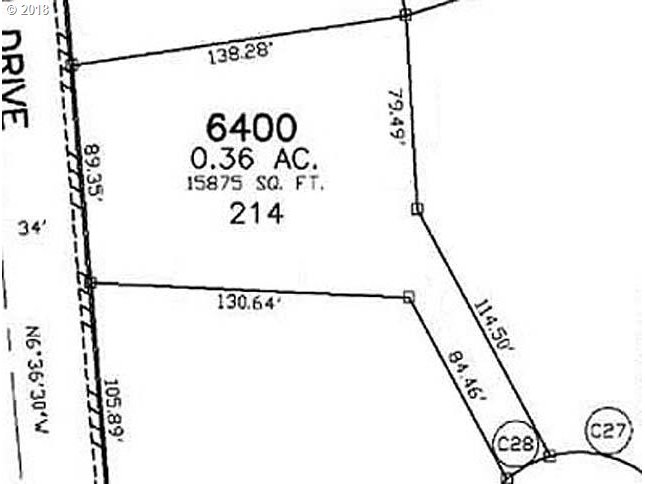 © 2018
DRIVE
138.28'
79.49'
6400
0.36 AC.
15875 SQ. FT.
214
89.35'
34'
130.64'
114.50'
84.46'
N6°36'30"W
105.89'
C28
C27